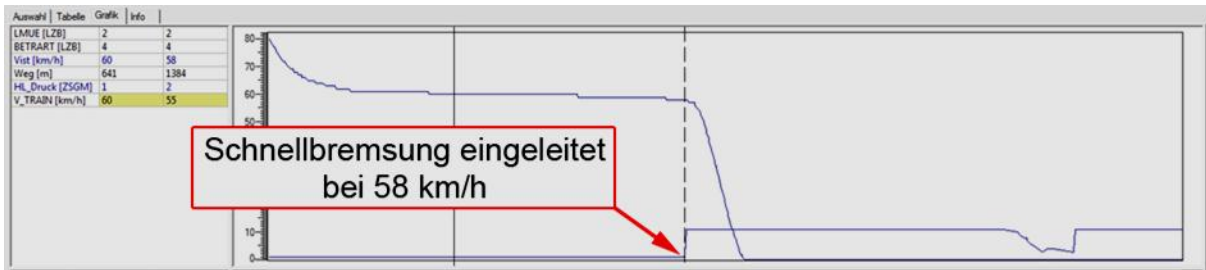 Auswahl Tabelle Grafik Info
LMUE [LZB] 2 2
BETRART [LZB] 4 4
Vist [km/h] 60 58
Weg [m] 641 1384
HL_Druck [ZSGM] 1 2
V_TRAIN [km/h] 60 55
80
70
60
50
Schnellbremsung eingeleitet
bei 58 km/h
10
0